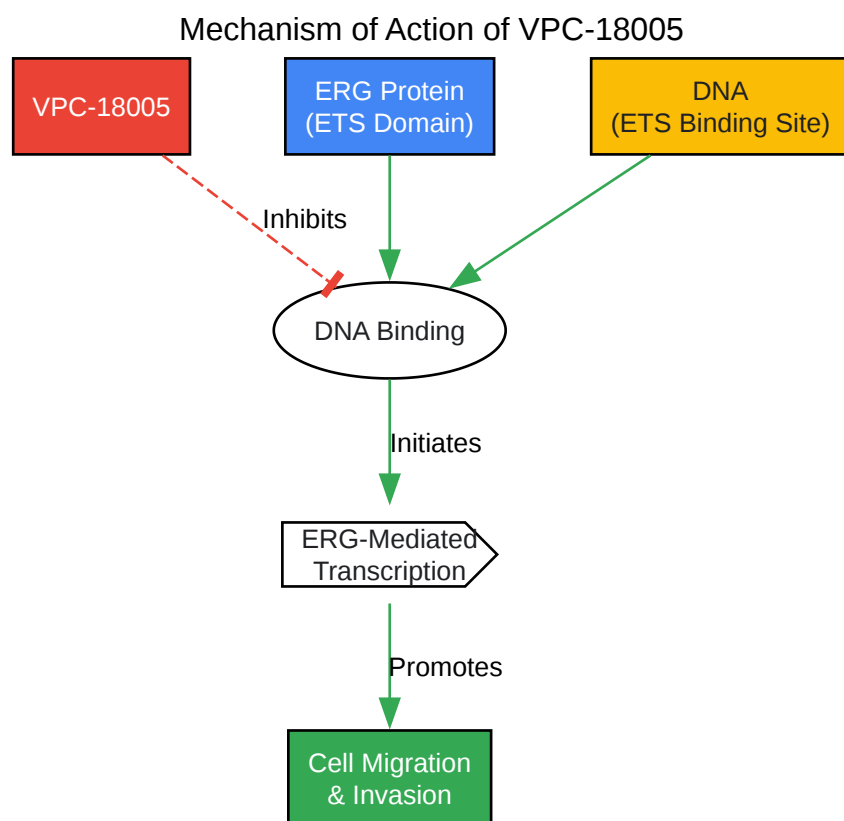 Mechanism of Action of VPC-18005
VPC-18005
ERG Protein
(ETS Domain)
DNA
(ETS Binding Site)
Inhibits
DNA Binding
Initiates
ERG-Mediated
Transcription
Promotes
Cell Migration
& Invasion